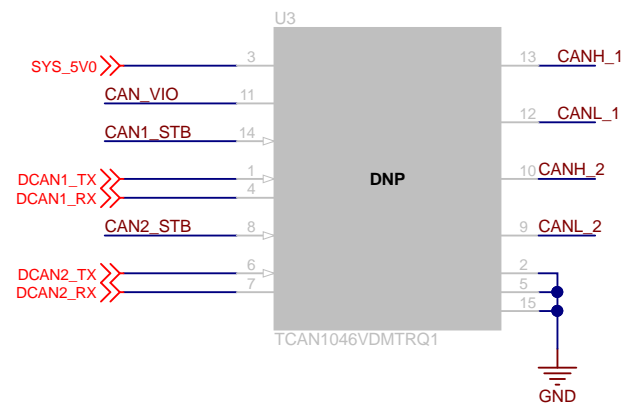 U3
SYS_5V0
3
13
CANH_1
CAN_VIO
11
12
CANL_1
CAN1_STB
14
DCAN1_TX
1
DNP
10
CANH_2
DCAN1_RX
4
CAN2_STB
8
9
CANL_2
DCAN2_TX
6
2
DCAN2_RX
7
5
15
TCAN1046VDMTRQ1
GND